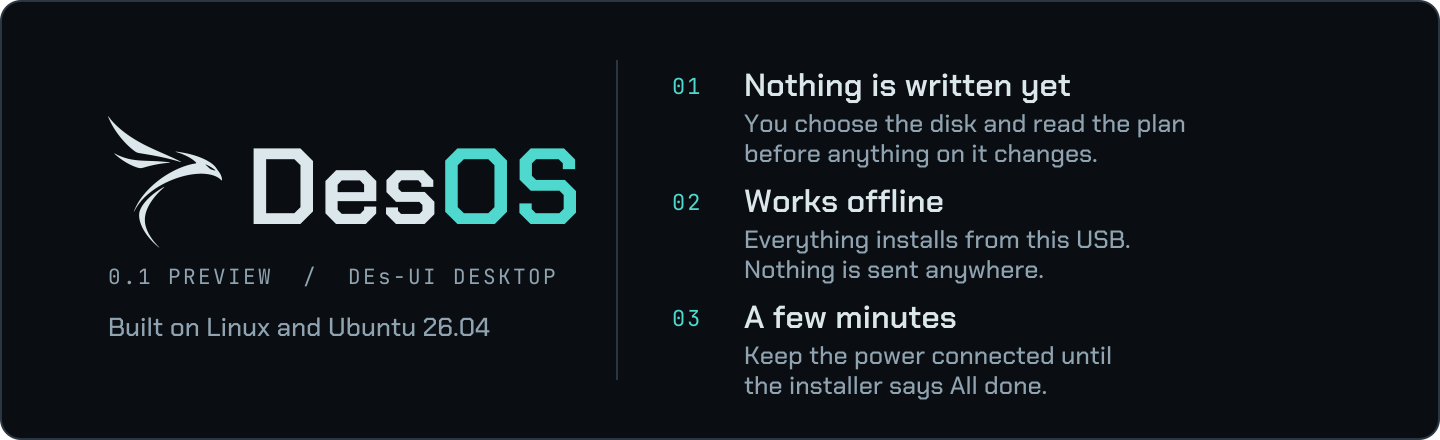 DesOS
0.1 PREVIEW / DEs-UI DESKTOP
Built on Linux and Ubuntu 26.04
01 Nothing is written yet
You choose the disk and read the plan
before anything on it changes.
02 Works offline
Everything installs from this USB.
Nothing is sent anywhere.
03 A few minutes
Keep the power connected until
the installer says All done.